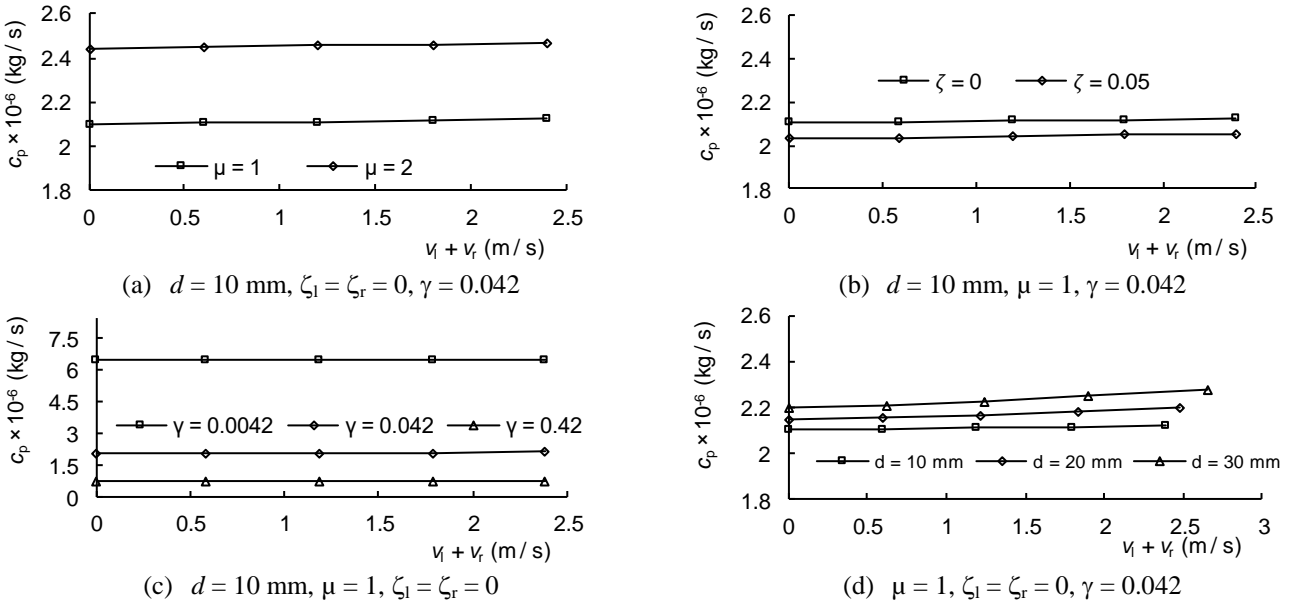 2.6
2.4
2.2
2
1.8
0
0.5
1
1.5
2
2.5
c_p × 10^-6 (kg / s)
μ = 1
μ = 2
v_l + v_r (m / s)
(a) d = 10 mm, ζ_l = ζ_r = 0, γ = 0.042
2.6
2.4
2.2
2
1.8
0
0.5
1
1.5
2
2.5
c_p × 10^-6 (kg / s)
ζ = 0
ζ = 0.05
v_l + v_r (m / s)
(b) d = 10 mm, μ = 1, γ = 0.042
7.5
6
4.5
3
1.5
0
0
0.5
1
1.5
2
2.5
c_p × 10^-6 (kg / s)
γ = 0.0042
γ = 0.042
γ = 0.42
v_l + v_r (m / s)
(c) d = 10 mm, μ = 1, ζ_l = ζ_r = 0
2.6
2.4
2.2
2
1.8
0
0.5
1
1.5
2
2.5
3
c_p × 10^-6 (kg / s)
d = 10 mm
d = 20 mm
d = 30 mm
v_l + v_r (m / s)
(d) μ = 1, ζ_l = ζ_r = 0, γ = 0.042